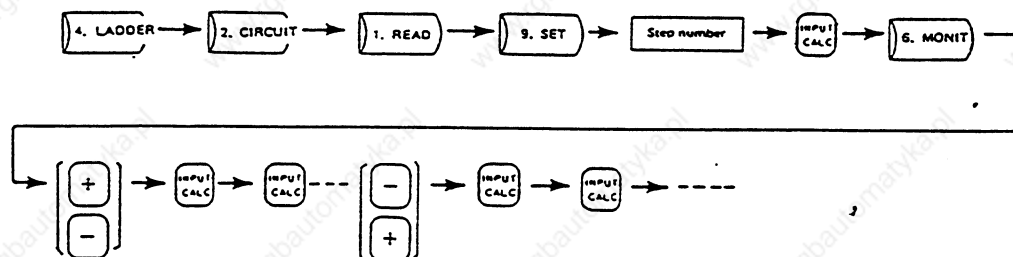 4. LADDER 2. CIRCUIT 1. READ 9. SET Step number INPUT CALC 6. MONIT
+ INPUT CALC INPUT CALC - INPUT CALC INPUT CALC
- +